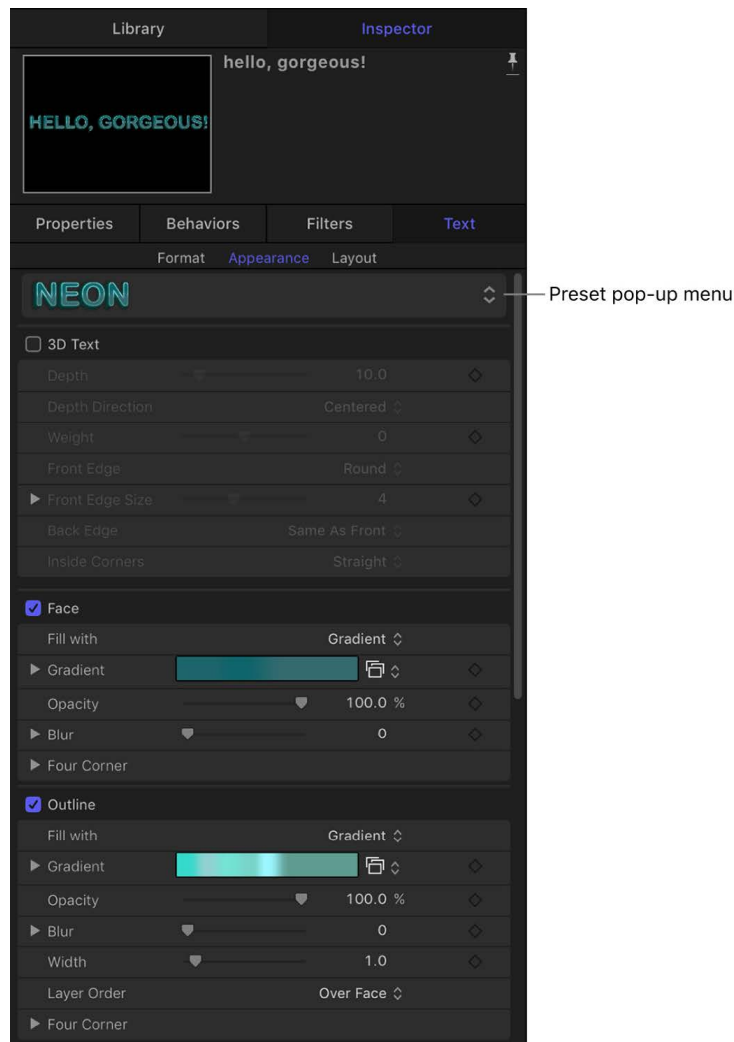 Library Inspector
hello, gorgeous!
HELLO, GORGEOUS!
Properties Behaviors Filters Text
Format Appearance Layout
NEON
Preset pop-up menu
3D Text
Depth 10.0
Depth Direction Centered
Weight 0
Front Edge Round
Front Edge Size 4
Back Edge Same As Front
Inside Corners Straight
Face
Fill with Gradient
Gradient
Opacity 100.0 %
Blur 0
Four Corner
Outline
Fill with Gradient
Gradient
Opacity 100.0 %
Blur 0
Width 1.0
Layer Order Over Face
Four Corner